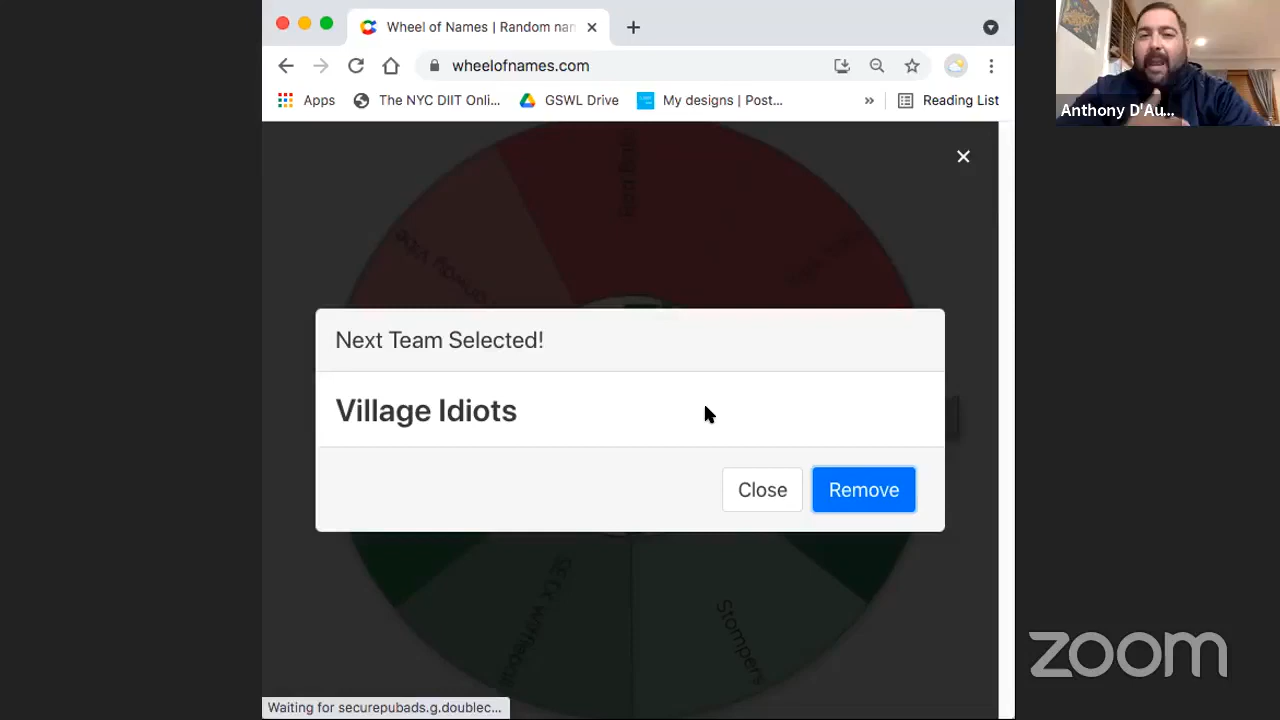 Wheel of Names | Random nan
wheelofnames.com
Apps
The NYC DIIT Onli...
GSWL Drive
My designs | Post...
»
Reading List
Anthony D'Au...
Next Team Selected!
Village Idiots
Close
Remove
Stompers
Waiting for securepubads.g.doublec...
zoom